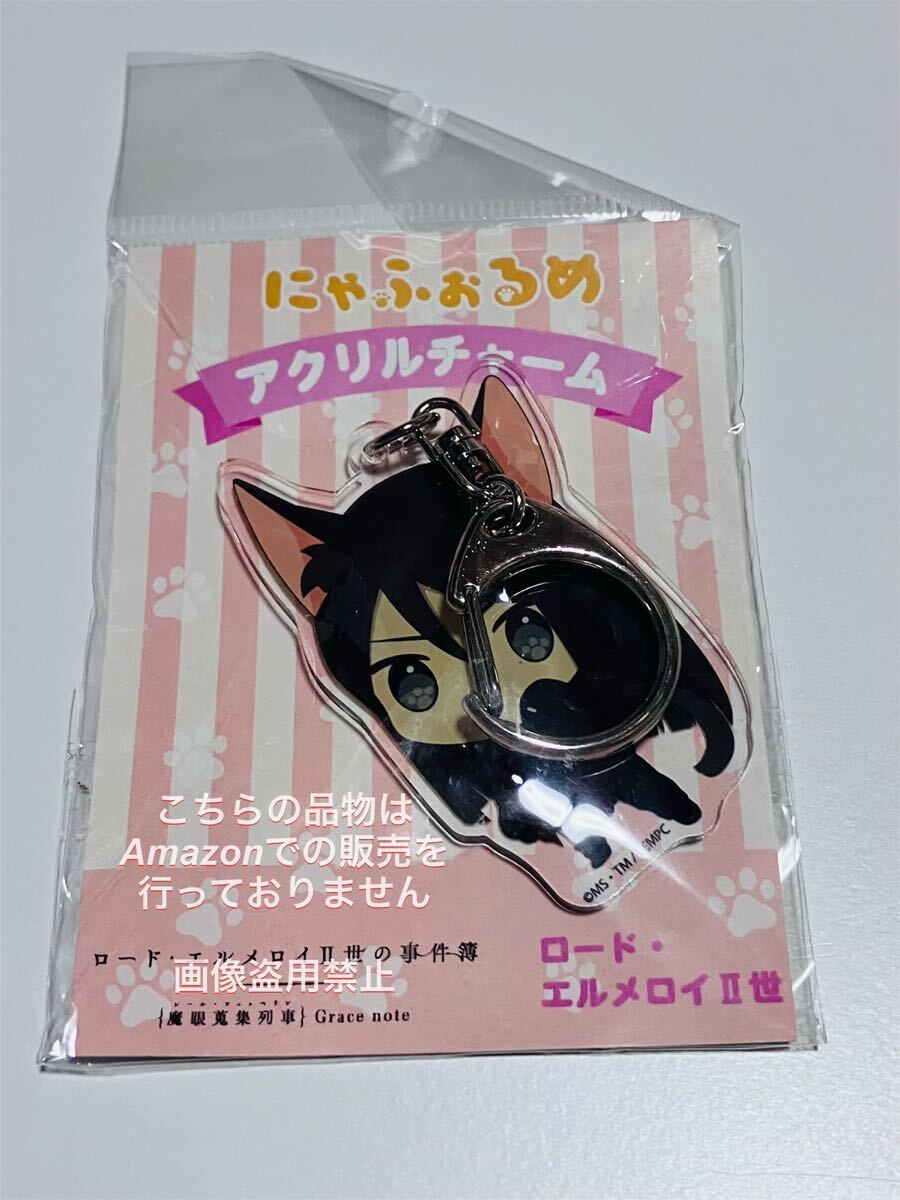 にゃふぉるめ
アクリルチャーム
©MS・TM/
こちらの品物は
Amazonでの販売を
行っておりません
ロード・エルメロイⅡ世の事件簿
画像盗用禁止
{魔眼蒐集列車} Grace note
ロード・
エルメロイⅡ世